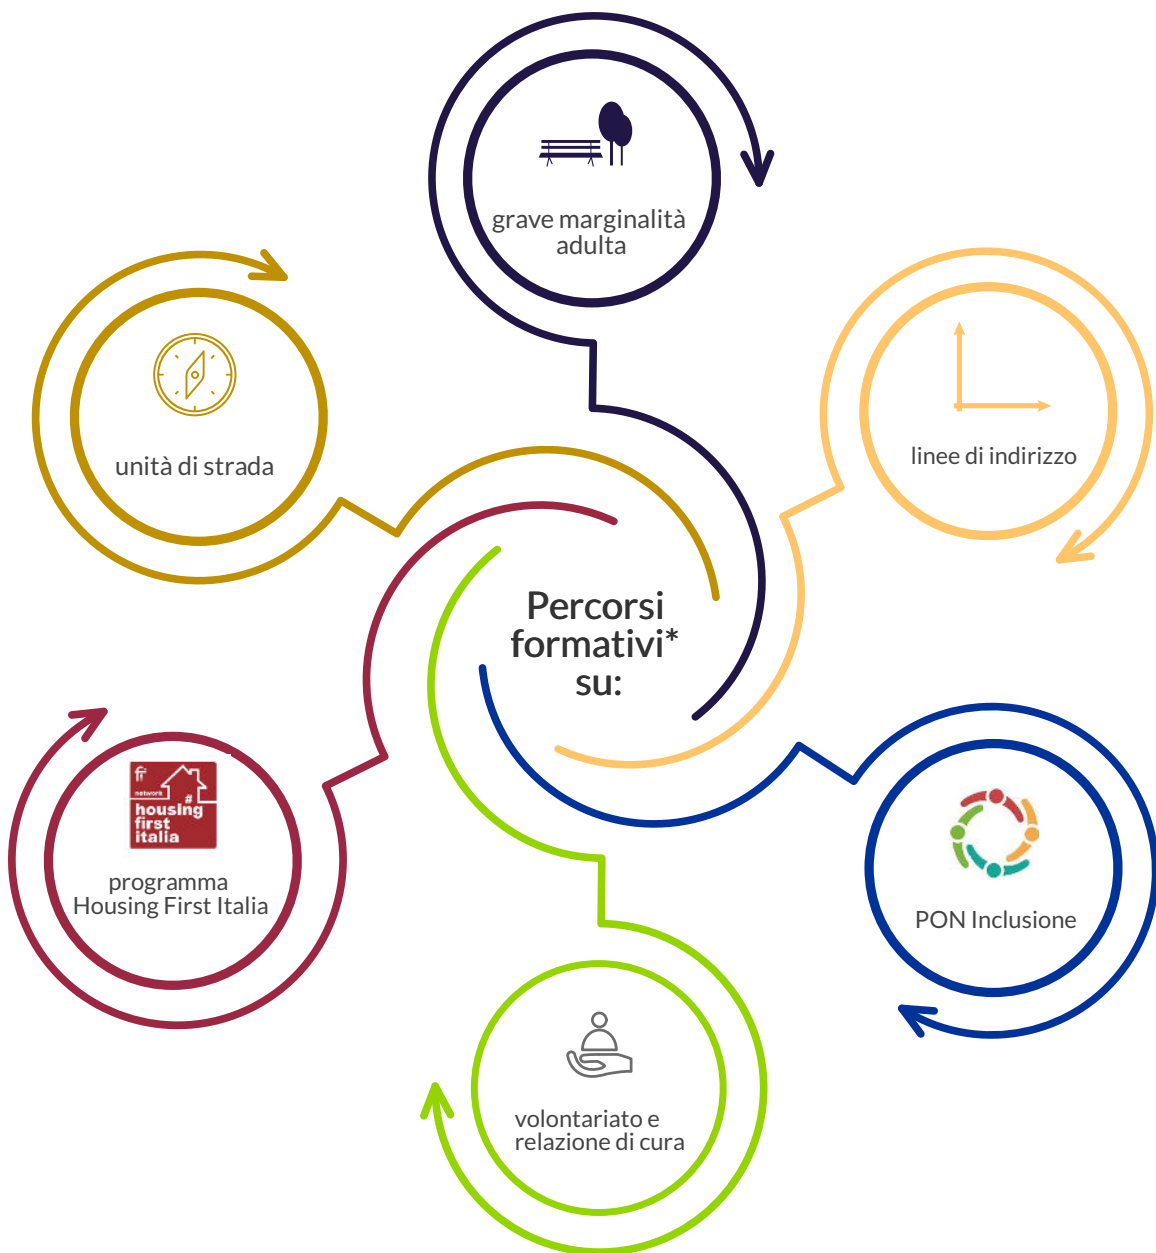 grave marginalità
adulta
unità di strada
linee di indirizzo
Percorsi
formativi*
su:
network
#
housing
first
italia
programma
Housing First Italia
PON Inclusione
volontariato e
relazione di cura